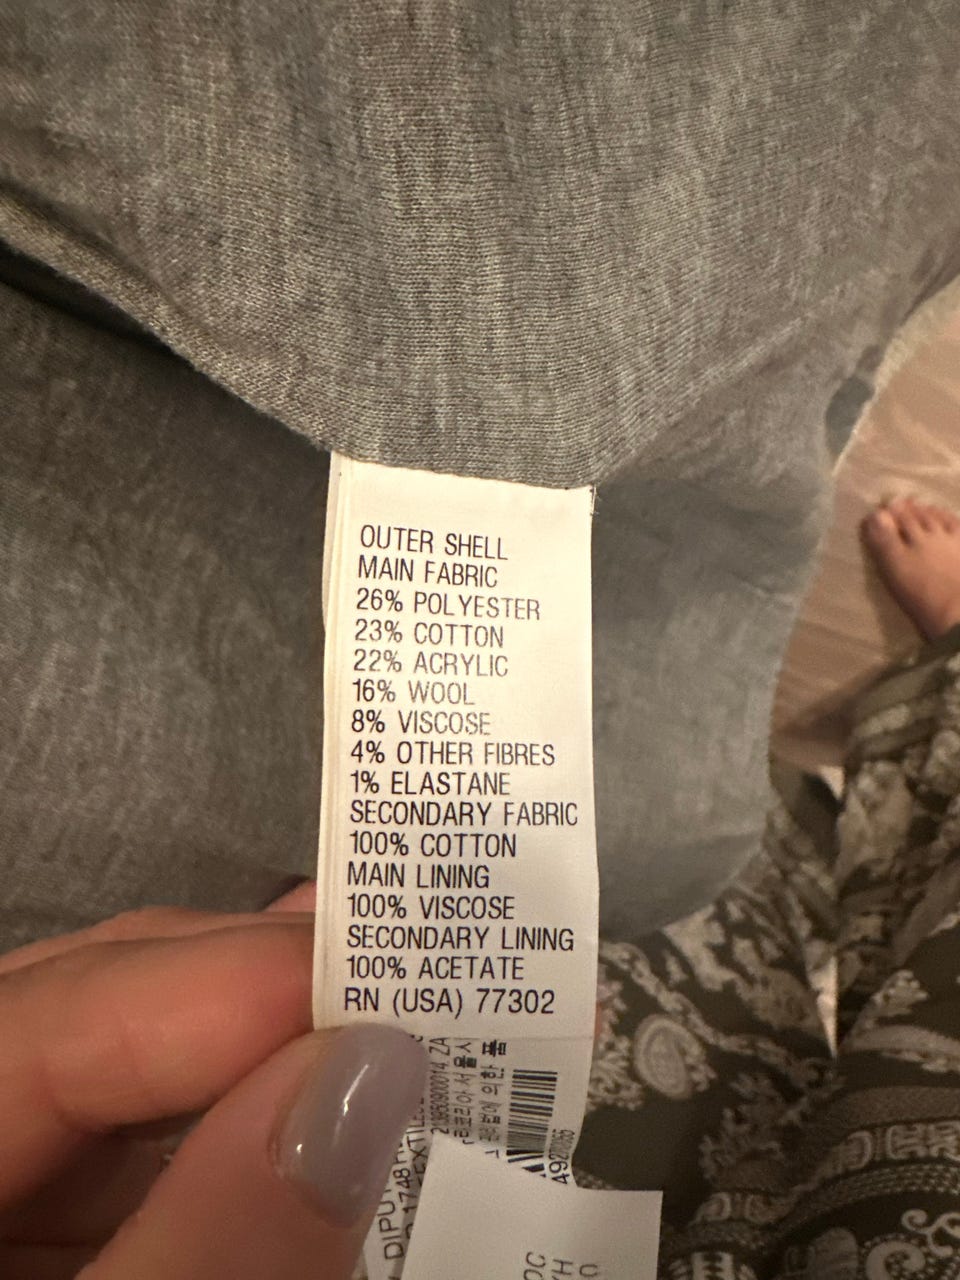 OUTER SHELL
MAIN FABRIC
26% POLYESTER
23% COTTON
22% ACRYLIC
16% WOOL
8% VISCOSE
4% OTHER FIBRES
1% ELASTANE
SECONDARY FABRIC
100% COTTON
MAIN LINING
100% VISCOSE
SECONDARY LINING
100% ACETATE
RN (USA) 77302